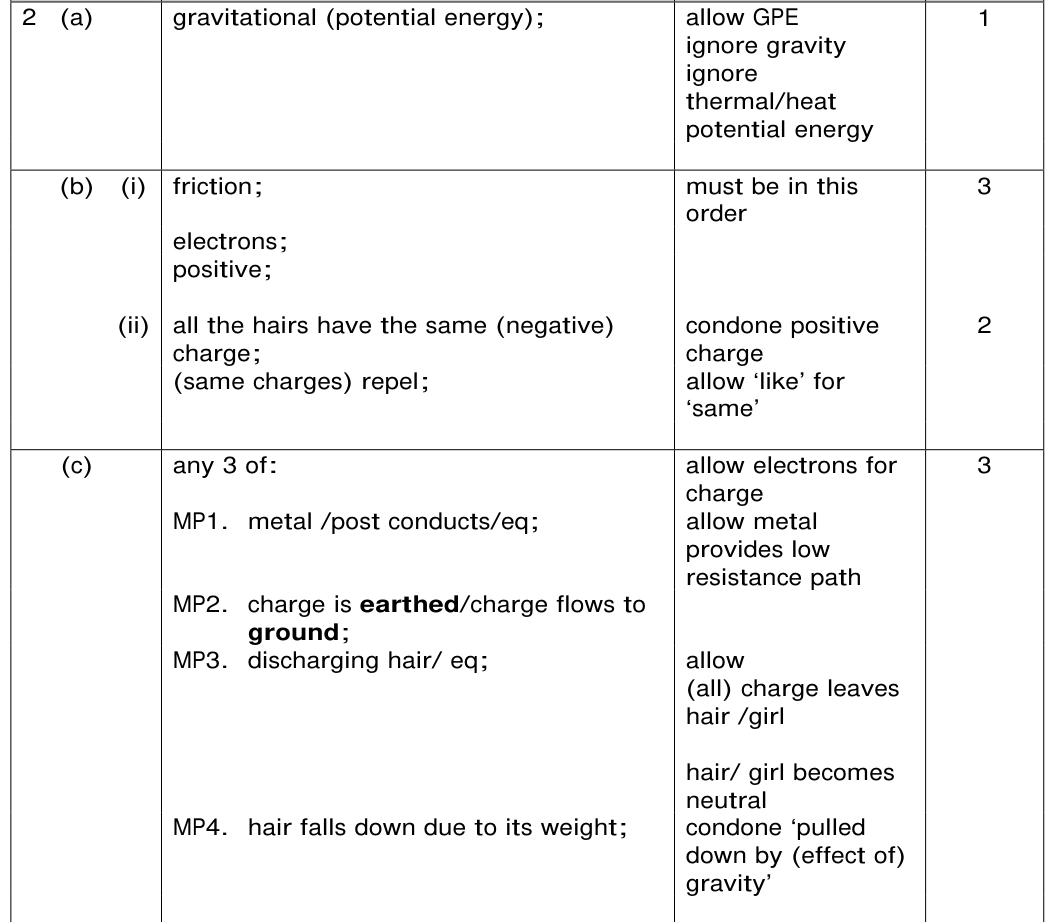 2 (a) gravitational (potential energy); allow GPE 1
ignore gravity
ignore
thermal/heat
potential energy
(b) (i) friction; must be in this 3
order
electrons;
positive;
(ii) all the hairs have the same (negative) condone positive 2
charge; charge
(same charges) repel; allow ‘like’ for
‘same’
(c) any 3 of: allow electrons for 3
charge
MP1. metal /post conducts/eq; allow metal
provides low
resistance path
MP2. charge is earthed/charge flows to
ground;
MP3. discharging hair/ eq; allow
(all) charge leaves
hair /girl
hair/ girl becomes
neutral
MP4. hair falls down due to its weight; condone ‘pulled
down by (effect of)
gravity’